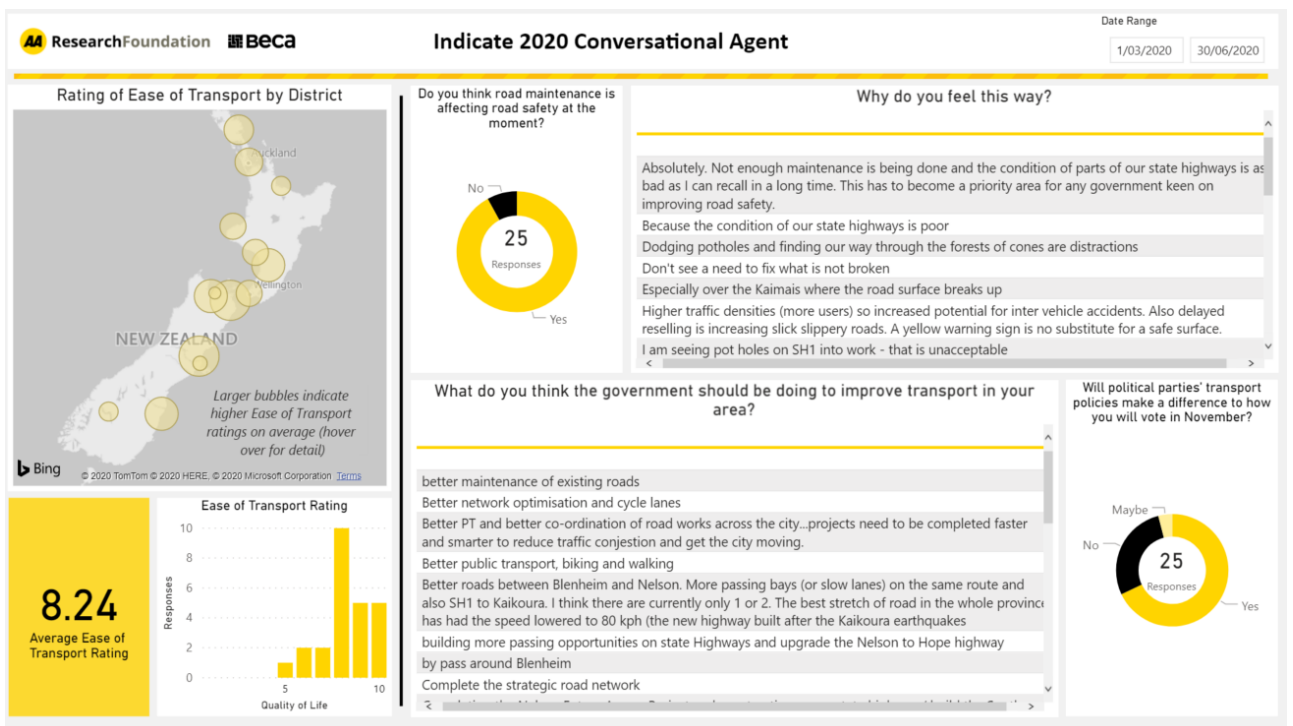 AA ResearchFoundation Beca
Indicate 2020 Conversational Agent
Date Range
1/03/2020 30/06/2020
Rating of Ease of Transport by District
uckland
Wellington
NEW ZEALAND
Larger bubbles indicate
higher Ease of Transport
ratings on average (hover
over for detail)
Bing
© 2020 TomTom © 2020 HERE, © 2020 Microsoft Corporation Terms
Do you think road maintenance is
affecting road safety at the
moment?
No
25
Responses
Yes
Why do you feel this way?
Absolutely. Not enough maintenance is being done and the condition of parts of our state highways is as
bad as I can recall in a long time. This has to become a priority area for any government keen on
improving road safety.
Because the condition of our state highways is poor
Dodging potholes and finding our way through the forests of cones are distractions
Don't see a need to fix what is not broken
Especially over the Kaimais where the road surface breaks up
Higher traffic densities (more users) so increased potential for inter vehicle accidents. Also delayed
reselling is increasing slick slippery roads. A yellow warning sign is no substitute for a safe surface.
I am seeing pot holes on SH1 into work - that is unacceptable
8.24
Average Ease of
Transport Rating
Ease of Transport Rating
Responses
10
8
6
4
2
0
5 10
Quality of Life
What do you think the government should be doing to improve transport in your
area?
better maintenance of existing roads
Better network optimisation and cycle lanes
Better PT and better co-ordination of road works across the city...projects need to be completed faster
and smarter to reduce traffic conjestion and get the city moving.
Better public transport, biking and walking
Better roads between Blenheim and Nelson. More passing bays (or slow lanes) on the same route and
also SH1 to Kaikoura. I think there are currently only 1 or 2. The best stretch of road in the whole province
has had the speed lowered to 80 kph (the new highway built after the Kaikoura earthquakes
building more passing opportunities on state Highways and upgrade the Nelson to Hope highway
by pass around Blenheim
Complete the strategic road network
Will political parties' transport
policies make a difference to how
you will vote in November?
Maybe
No
25
Responses
Yes